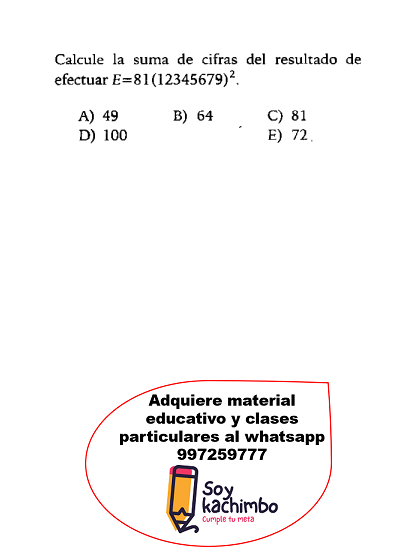 Calcule la suma de cifras del resultado de
efectuar E=81(12345679)².
A) 49 B) 64 C) 81
D) 100 E) 72
Adquiere material
educativo y clases
particulares al whatsapp
997259777
Soy
kachimbo
Cumple tu meta